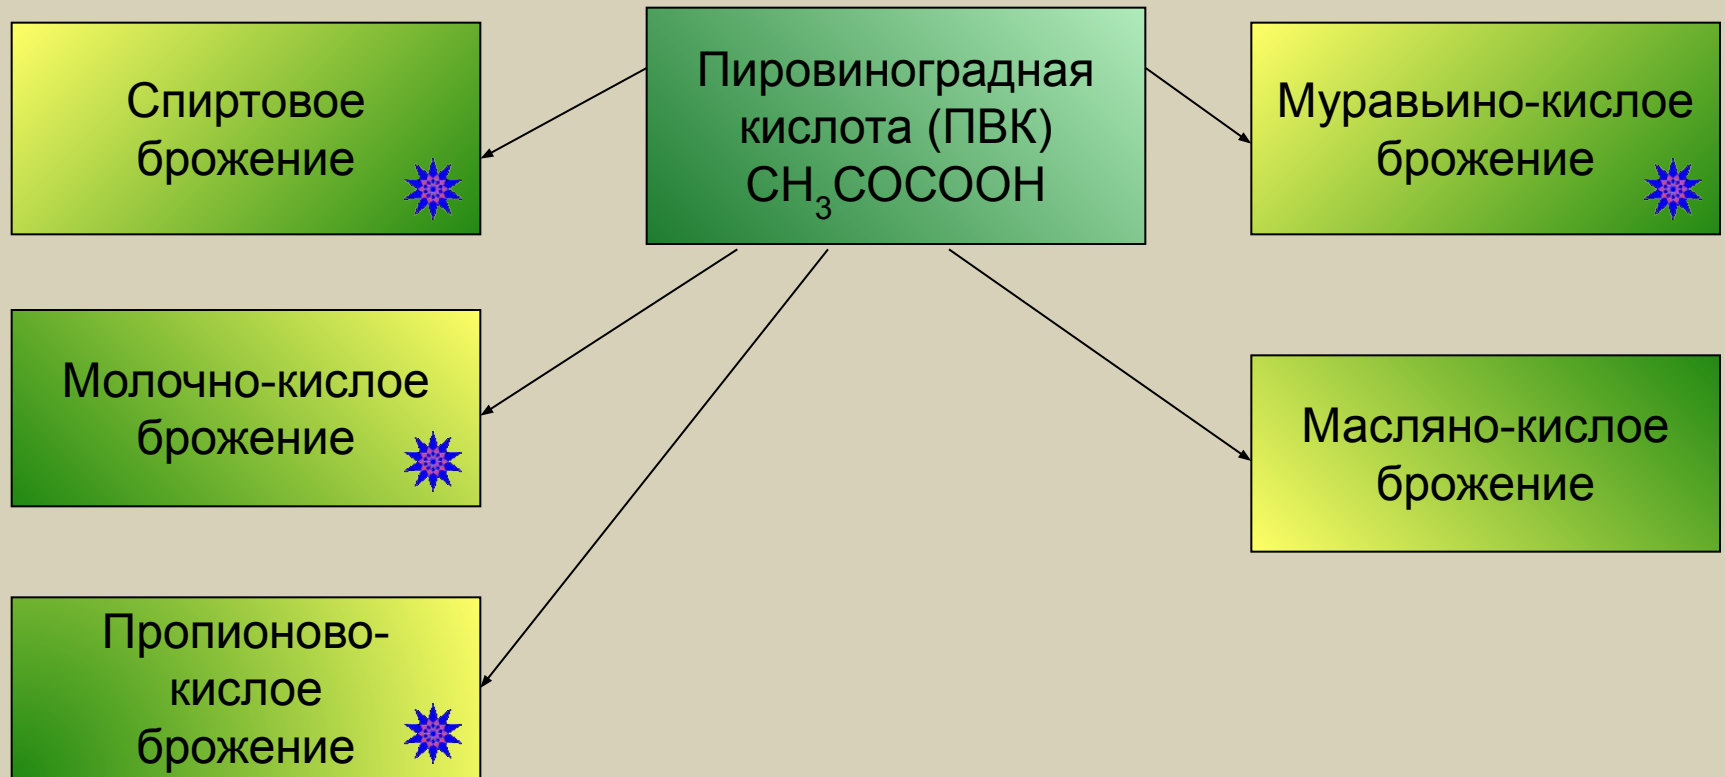 Спиртовое
брожение
Пировиноградная
кислота (ПВК)
CH₃COCOOH
Муравьино-кислое
брожение
Молочно-кислое
брожение
Масляно-кислое
брожение
Пропионово-
кислое
брожение